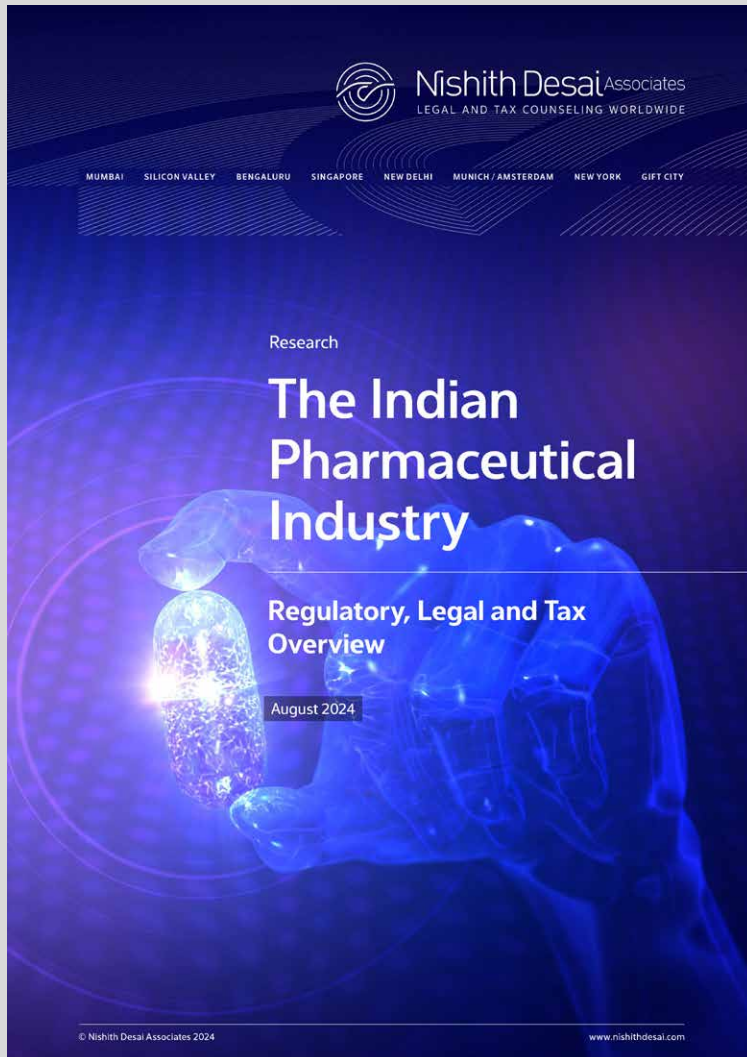 Nishith Desai Associates
LEGAL AND TAX COUNSELING WORLDWIDE
MUMBAI SILICON VALLEY BENGALURU SINGAPORE NEW DELHI MUNICH / AMSTERDAM NEW YORK GIFT CITY
Research
The Indian
Pharmaceutical
Industry
Regulatory, Legal and Tax
Overview
August 2024
© Nishith Desai Associates 2024 www.nishithdesai.com